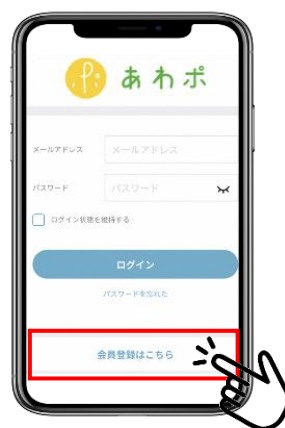 あわポ
メールアドレス メールアドレス
パスワード パスワード
ログイン状態を維持する
ログイン
パスワードを忘れた
会員登録はこちら